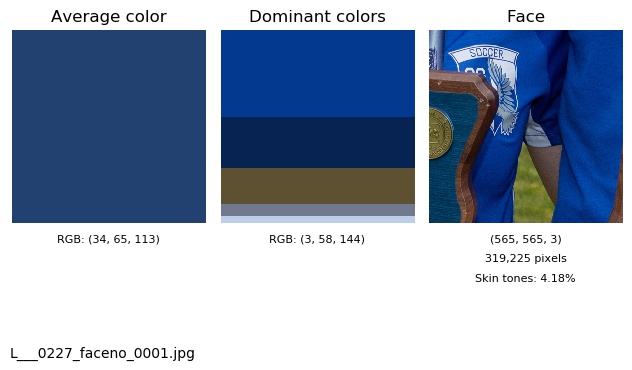 Average color
Dominant colors
Face
SOCCER
RGB: (34, 65, 113)
RGB: (3, 58, 144)
(565, 565, 3)
319,225 pixels
Skin tones: 4.18%
L___0227_faceno_0001.jpg